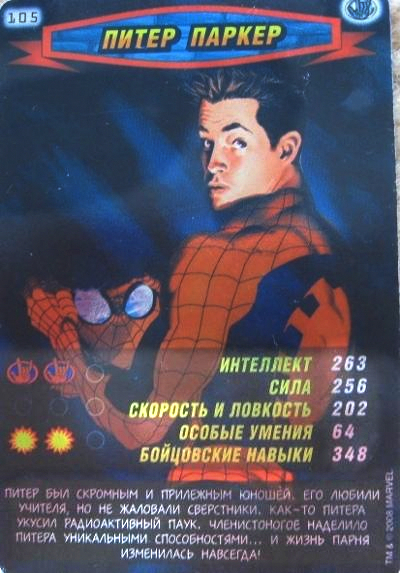 105
ПИТЕР ПАРКЕР
ИНТЕЛЛЕКТ 263
СИЛА 256
СКОРОСТЬ И ЛОВКОСТЬ 202
ОСОБЫЕ УМЕНИЯ 64
БОЙЦОВСКИЕ НАВЫКИ 348
ПИТЕР БЫЛ СКРОМНЫМ И ПРИЛЕЖНЫМ ЮНОШЕЙ. ЕГО ЛЮБИЛИ
УЧИТЕЛЯ, НО НЕ ЖАЛОВАЛИ СВЕРСТНИКИ. КАК-ТО ПИТЕРА
УКУСИЛ РАДИОАКТИВНЫЙ ПАУК. ЧЛЕНИСТОНОГОЕ НАДЕЛИЛО
ПИТЕРА УНИКАЛЬНЫМИ СПОСОБНОСТЯМИ... И ЖИЗНЬ ПАРНЯ
ИЗМЕНИЛАСЬ НАВСЕГДА!
TM & © 2008 MARVEL